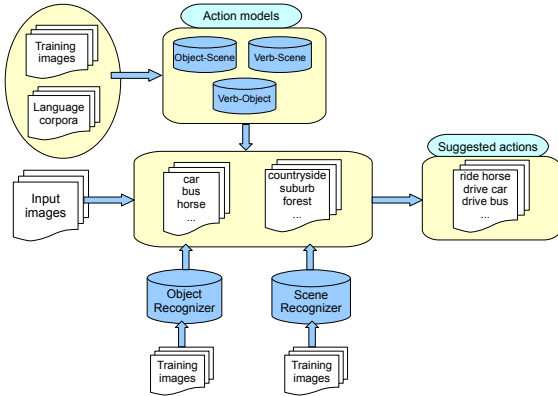 Action models
Training
images
Language
corpora
Object-Scene
Verb-Scene
Verb-Object
Suggested actions
Input
images
car
bus
horse
...
countryside
suburb
forest
...
ride horse
drive car
drive bus
...
Object
Recognizer
Scene
Recognizer
Training
images
Training
images